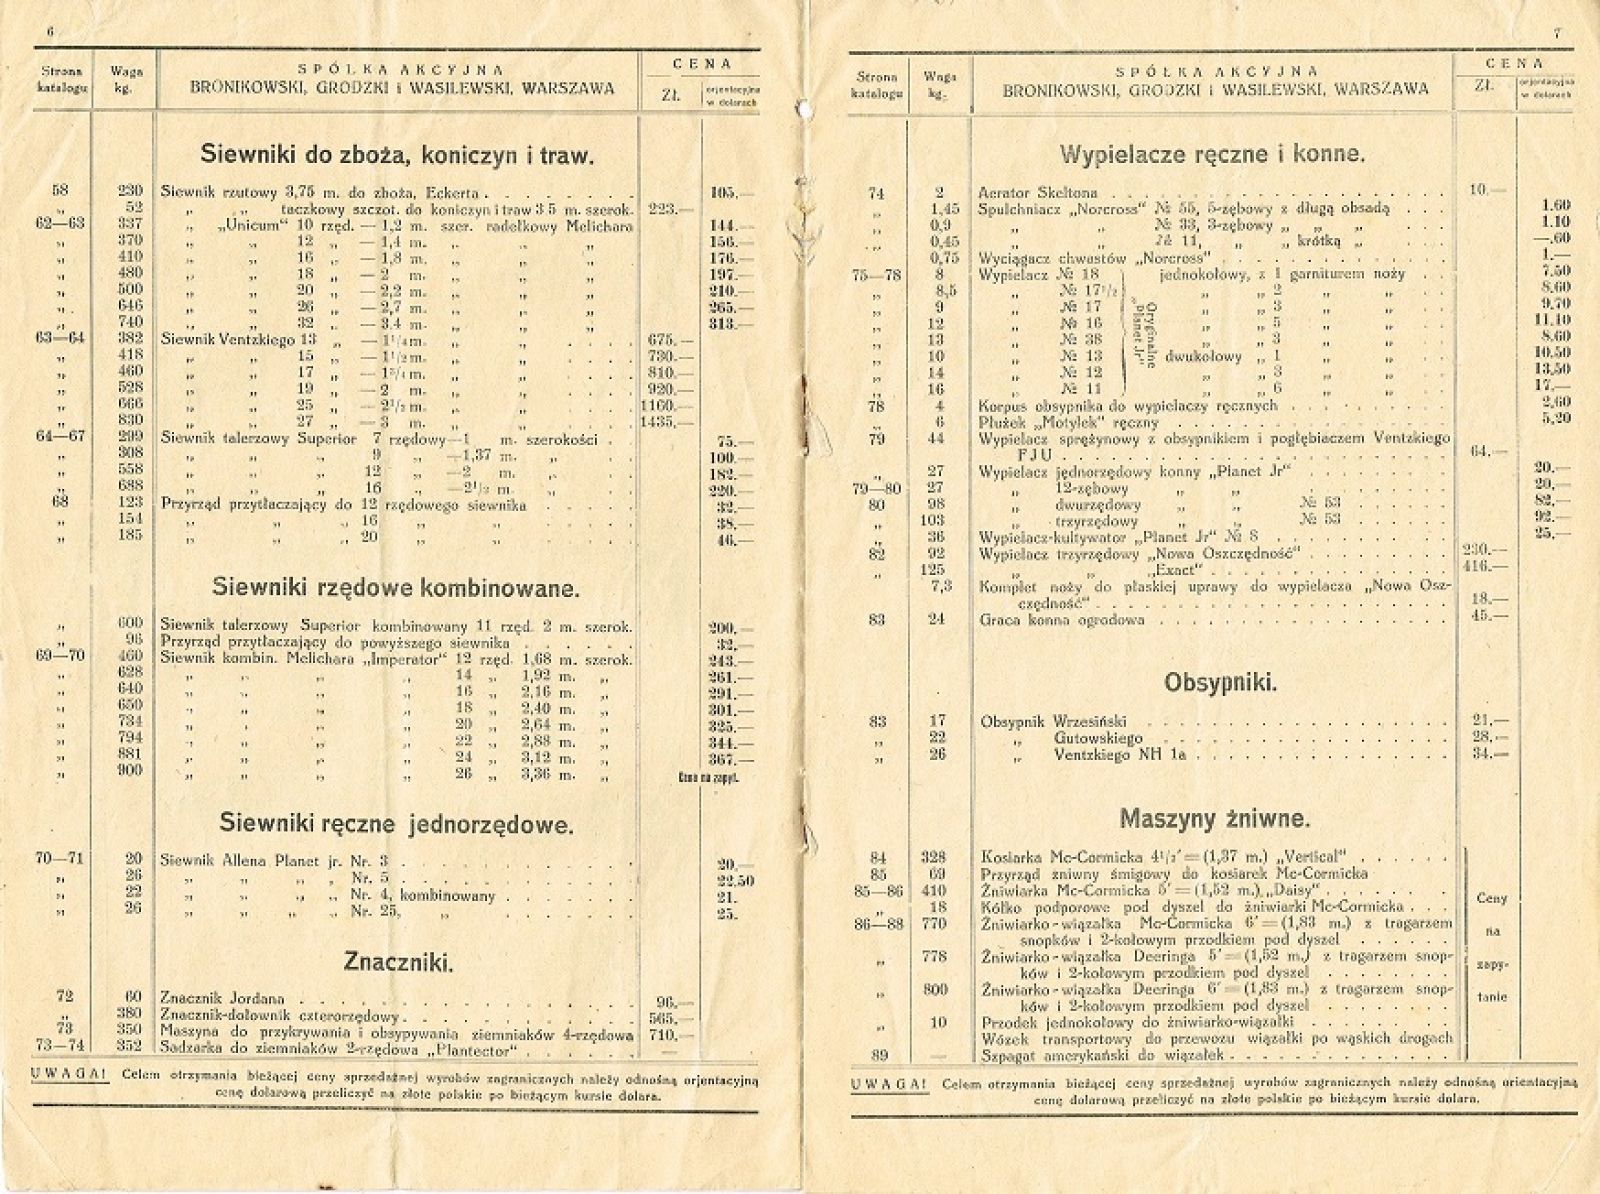 6
Strona katalogu Waga kg. SPÓŁKA AKCYJNA BRONIKOWSKI, GRODZKI i WASILEWSKI, WARSZAWA CENA Zł. orjentacyjna w dolarach
Siewniki do zboża, koniczyn i traw.
58 230 Siewnik rzutowy 3,75 m. do zboża, Eckerta . . . . . . . . 105.—
„ 52 „ „ taczkowy szczot. do koniczyn i traw 3 5 m. szerok. 223.—
62—63 337 „ „Unicum“ 10 rzęd. — 1,2 m. szer. radełkowy Melichara 144.—
„ 370 „ „ 12 „ — 1,4 m. „ „ „ 156.—
„ 410 „ „ 16 „ — 1,8 m. „ „ „ 176.—
„ 480 „ „ 18 „ — 2 m. „ „ „ 197.—
„ 500 „ „ 20 „ — 2,2 m. „ „ „ 210.—
„ 646 „ „ 26 „ — 2,7 m. „ „ „ 265.—
„ 740 „ „ 32 „ — 3.4 m. „ „ „ 313.—
63—64 382 Siewnik Ventzkiego 13 „ — 1¹/₄ m. „ . . . . 675.—
„ 418 „ „ 15 „ — 1¹/₂ m. „ „ . . . 730.—
„ 460 „ „ 17 „ — 1³/₄ m. „ „ . . . 810.—
„ 528 „ „ 19 „ — 2 m. „ „ . . . 920.—
„ 666 „ „ 25 „ — 2¹/₂ m. „ „ . . . 1160.—
„ 830 „ „ 27 „ — 3 m. „ „ . . . 1435.—
64—67 299 Siewnik talerzowy Superior 7 rzędowy—1 m. szerokości . 75.—
„ 308 „ „ „ 9 „ —1,37 m. „ . 100.—
„ 558 „ „ „ 12 „ —2 m. „ . 182.—
„ 688 „ „ „ 16 „ —2¹/₂ m. „ . 220.—
68 123 Przyrząd przytłaczający do 12 rzędowego siewnika . . . . . 32.—
„ 154 „ „ „ 16 „ „ . . . . . 38.—
„ 185 „ „ „ 20 „ „ . . . . . 46.—
Siewniki rzędowe kombinowane.
„ 600 Siewnik talerzowy Superior kombinowany 11 rzęd. 2 m. szerok. 200.—
„ 96 Przyrząd przytłaczający do powyższego siewnika . . . . . . 32.—
69—70 460 Siewnik kombin. Melichara „Imperator“ 12 rzęd. 1,68 m. szerok. 243.—
„ 628 „ „ „ „ 14 „ 1,92 m. „ 261.—
„ 640 „ „ „ „ 16 „ 2,16 m. „ 291.—
„ 650 „ „ „ „ 18 „ 2,40 m. „ 301.—
„ 734 „ „ „ „ 20 „ 2,64 m. „ 325.—
„ 794 „ „ „ „ 22 „ 2,88 m. „ 344.—
„ 881 „ „ „ „ 24 „ 3,12 m. „ 367.—
„ 900 „ „ „ „ 26 „ 3,36 m. „ Cena na zapyt.
Siewniki ręczne jednorzędowe.
70—71 20 Siewnik Allena Planet jr. Nr. 3 . . . . . . . . . . 20.—
„ 26 „ „ „ „ Nr. 5 . . . . . . . . . . 22.50
„ 22 „ „ „ „ Nr. 4, kombinowany . . . . . . 21.
„ 26 „ „ „ „ Nr. 25, „ . . . . . . . . 25.
Znaczniki.
72 60 Znacznik Jordana . . . . . . . . . . . . . . . 96.—
„ 380 Znacznik-dołownik czterorzędowy . . . . . . . . . . 565.—
73 350 Maszyna do przykrywania i obsypywania ziemniaków 4-rzędowa 710.—
73—74 352 Sadzarka do ziemniaków 2-rzędowa „Plantector“ . . . . . . —
UWAGA! Celem otrzymania bieżącej ceny sprzedażnej wyrobów zagranicznych należy odnośną orjentacyjną
cenę dolarową przeliczyć na złote polskie po bieżącym kursie dolara.
7
Strona katalogu Waga kg. SPÓŁKA AKCYJNA BRONIKOWSKI, GRODZKI i WASILEWSKI, WARSZAWA CENA Zł. orjentacyjna w dolarach
Wypielacze ręczne i konne.
74 2 Aerator Skeltona . . . . . . . . . . . . . . . 10.—
„ 1,45 Spulchniacz „Norcross“ № 55, 5-zębowy z długą obsadą . . . 1.60
„ 0,9 „ „ № 33, 3-zębowy „ „ „ . . . 1.10
„ 0,45 „ „ № 11, „ „ krótką „ . . . —.60
0,75 Wyciągacz chwastów „Norcross“ . . . . . . . . . . 1.—
75—78 8 Wypielacz № 18 jednokołowy, z 1 garniturem noży . . 7.50
„ 8,5 „ № 17¹/₂ „ „ 2 „ „ . . 8.60
„ 9 „ № 17 „ „ 3 „ „ . . 9.70
„ 12 „ № 16 „ „ 5 „ „ . . 11.10
„ 13 „ № 38 „ „ 3 „ „ . . 8.60
„ 10 „ № 13 dwukołowy „ 1 „ „ . . 10.50
„ 14 „ № 12 „ „ 3 „ „ . . 13.50
„ 16 „ № 11 „ „ 6 „ „ . . 17.—
Oryginalne „Planet Jr“
78 4 Korpus obsypnika do wypielaczy ręcznych . . . . . . . . 2,60
„ 6 Płużek „Motylek“ ręczny . . . . . . . . . . . . . 5,20
79 44 Wypielacz sprężynowy z obsypnikiem i pogłębiaczem Ventzkiego
FJU . . . . . . . . . . . . . . . . . . 64.—
„ 27 Wypielacz jednorzędowy konny „Planet Jr“ . . . . . . . 20.—
79—80 27 „ 12-zębowy „ „ . . . . . . . 20.—
80 98 „ dwurzędowy „ „ № 53 . . . . . 82.—
„ 103 „ trzyrzędowy „ „ № 53 . . . . . 92.—
„ 36 Wypielacz-kultywator „Planet Jr“ № 8 . . . . . . . . 25.—
82 92 Wypielacz trzyrzędowy „Nowa Oszczędność“ . . . . . . . 230.—
„ 125 „ „ „Exact“ . . . . . . . . . . . 416.—
7,3 Komplet noży do płaskiej uprawy do wypielacza „Nowa Osz-
czędność“ . . . . . . . . . . . . . . . . . 18.—
83 24 Graca konna ogrodowa . . . . . . . . . . . . . . 45.—
Obsypniki.
83 17 Obsypnik Wrzesiński . . . . . . . . . . . . . . 21.—
„ 22 „ Gutowskiego . . . . . . . . . . . . . 28.—
„ 26 „ Ventzkiego NH 1a . . . . . . . . . . . 34.—
Maszyny żniwne.
84 328 Kosiarka Mc-Cormicka 4¹/₂′ = (1,37 m.) „Vertical“ . . . . . .
85 69 Przyrząd żniwny śmigowy do kosiarek Mc-Cormicka
85—86 410 Żniwiarka Mc-Cormicka 5′ = (1,52 m.) „Daisy“ . . . . . . .
„ 18 Kółko podporowe pod dyszel do żniwiarki Mc-Cormicka . . .
86—88 770 Żniwiarko-wiązałka Mc-Cormicka 6′ = (1,83 m.) z tragarzem
snopków i 2-kołowym przodkiem pod dyszel . . . . . .
„ 778 Żniwiarko-wiązałka Deeringa 5′ = (1,52 m.) z tragarzem snop-
ków i 2-kołowym przodkiem pod dyszel . . . . . . . .
„ 800 Żniwiarko-wiązałka Deeringa 6′ = (1,83 m.) z tragarzem snop-
ków i 2-kołowym przodkiem pod dyszel . . . . . . . .
„ 10 Przodek jednokołowy do żniwiarko-wiązałki . . . . . . . .
Wózek transportowy do przewozu wiązałki po wąskich drogach
89 — Szpagat amerykański do wiązałek . . . . . . . . . . . .
Ceny
na
zapy-
tanie
UWAGA! Celem otrzymania bieżącej ceny sprzedażnej wyrobów zagranicznych należy odnośną orientacyjną
cenę dolarową przeliczyć na złote polskie po bieżącym kursie dolara.